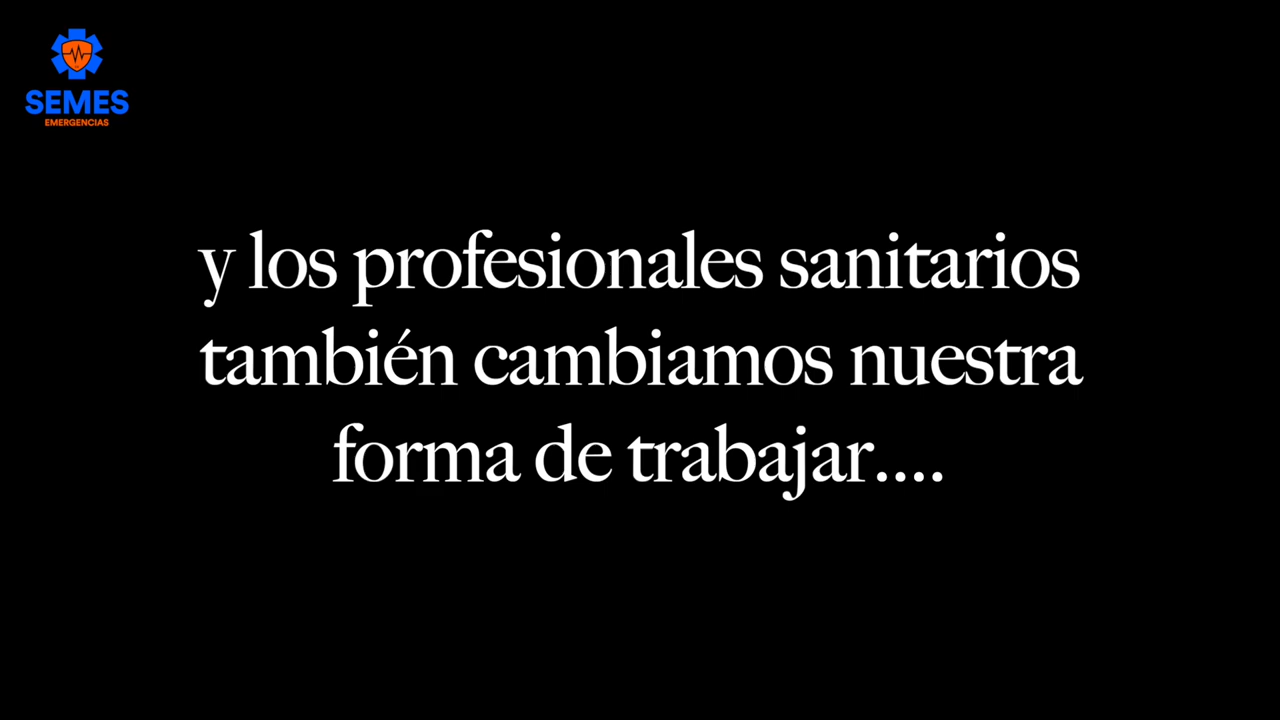 SEMES
EMERGENCIAS
y los profesionales sanitarios
también cambiamos nuestra
forma de trabajar....